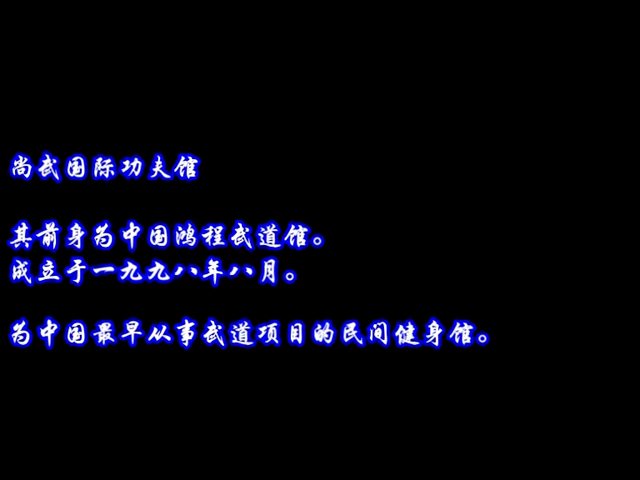 尚武国际功夫馆
其前身为中国鸿程武道馆。
成立于一九九八年八月。
为中国最早从事武道项目的民间健身馆。